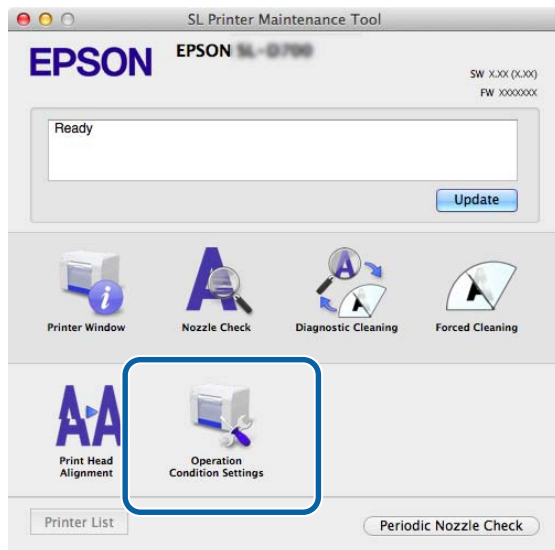 SL Printer Maintenance Tool
EPSON
EPSON
SW X.XX (X.XX)
FW XXXXXXX
Ready
Update
Printer Window
Nozzle Check
Diagnostic Cleaning
Forced Cleaning
Print Head
Alignment
Operation
Condition Settings
Printer List
Periodic Nozzle Check